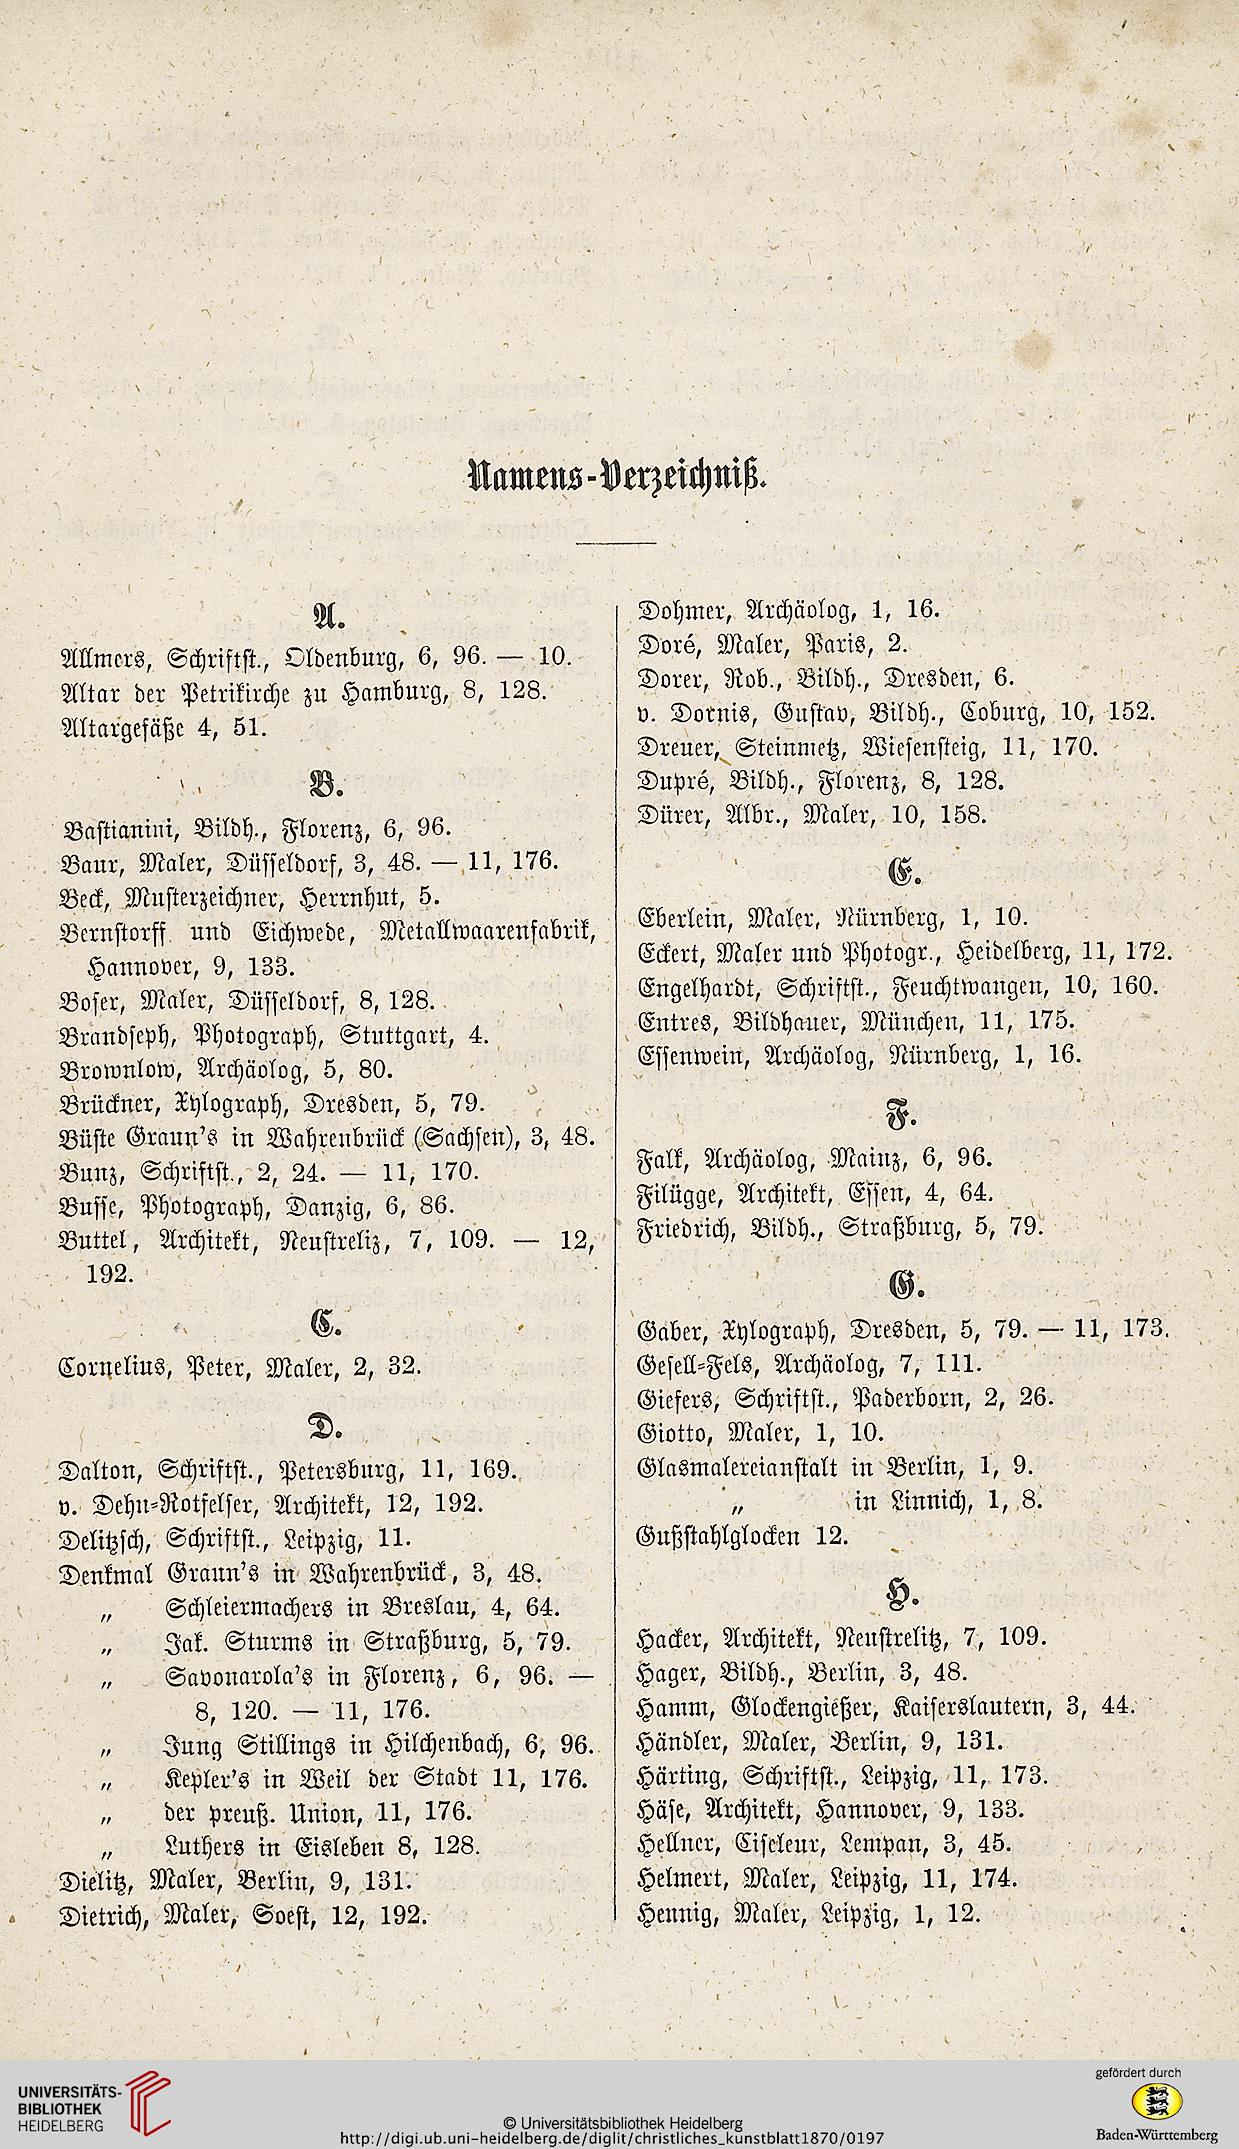 Namens-Verzeichniß.
A.
Allmers, Schriftst., Oldenburg, 6, 96. — 10.
Altar der Petrikirche zu Hamburg, 8, 128.
Altargefäße 4, 51.
B.
Bastianini, Bildh., Florenz, 6, 96.
Baur, Maler, Düsseldorf, 3, 48. — 11, 176.
Beck, Musterzeichner, Herrnhut, 5.
Bernstorff und Eichwede, Metallwaarenfabrik,
Hannover, 9, 133.
Boser, Maler, Düsseldorf, 8, 128.
Brandseph, Photograph, Stuttgart, 4.
Brownlow, Archäolog, 5, 80.
Brückner, Xylograph, Dresden, 5, 79.
Büste Graun's in Wahrenbrück (Sachsen), 3, 48.
Bunz, Schriftst., 2, 24. — 11, 170.
Busse, Photograph, Danzig, 6, 86.
Buttel, Architekt, Neustreliz, 7, 109. — 12,
192.
C.
Cornelius, Peter, Maler, 2, 32.
D.
Dalton, Schriftst., Petersburg, 11, 169.
v. Dehn-Rotfelser, Architekt, 12, 192.
Delitzsch, Schriftst., Leipzig, 11.
Denkmal Graun's in Wahrenbrück, 3, 48.
„ Schleiermachers in Breslau, 4, 64.
„ Jak. Sturms in Straßburg, 5, 79.
„ Savonarola's in Florenz, 6, 96. —
8, 120. — 11, 176.
„ Jung Stillings in Hilchenbach, 6, 96.
„ Kepler's in Weil der Stadt 11, 176.
„ der preuß. Union, 11, 176.
„ Luthers in Eisleben 8, 128.
Dielitz, Maler, Berlin, 9, 131.
Dietrich, Maler, Soest, 12, 192.
Dohmer, Archäolog, 1, 16.
Doré, Maler, Paris, 2.
Dorer, Rob., Bildh., Dresden, 6.
v. Dornis, Gustav, Bildh., Coburg, 10, 152.
Dreuer, Steinmetz, Wiesensteig, 11, 170.
Dupré, Bildh., Florenz, 8, 128.
Dürer, Albr., Maler, 10, 158.
E.
Eberlein, Maler, Nürnberg, 1, 10.
Eckert, Maler und Photogr., Heidelberg, 11, 172.
Engelhardt, Schriftst., Feuchtwangen, 10, 160.
Entres, Bildhauer, München, 11, 175.
Essenwein, Archäolog, Nürnberg, 1, 16.
F.
Falk, Archäolog, Mainz, 6, 96.
Filügge, Architekt, Essen, 4, 64.
Friedrich, Bildh., Straßburg, 5, 79.
G.
Gaber, Xylograph, Dresden, 5, 79. — 11, 173.
Gesell-Fels, Archäolog, 7, 111.
Giefers, Schriftst., Paderborn, 2, 26.
Giotto, Maler, 1, 10.
Glasmalereianstalt in Berlin, 1, 9.
„ in Linnich, 1, 8.
Gußstahlglocken 12.
H.
Hacker, Architekt, Neustrelitz, 7, 109.
Hager, Bildh., Berlin, 3, 48.
Hamm, Glockengießer, Kaiserslautern, 3, 44.
Händler, Maler, Berlin, 9, 131.
Härting, Schriftst., Leipzig, 11, 173.
Häse, Architekt, Hannover, 9, 133.
Hellner, Ciseleur, Lempan, 3, 45.
Helmert, Maler, Leipzig, 11, 174.
Hennig, Maler, Leipzig, 1, 12.
UNIVERSITÄTS-
BIBLIOTHEK
HEIDELBERG
© Universitätsbibliothek Heidelberg
http://digi.ub.uni-heidelberg.de/diglit/christliches_kunstblatt1870/0197
gefördert durch
Baden-Württemberg